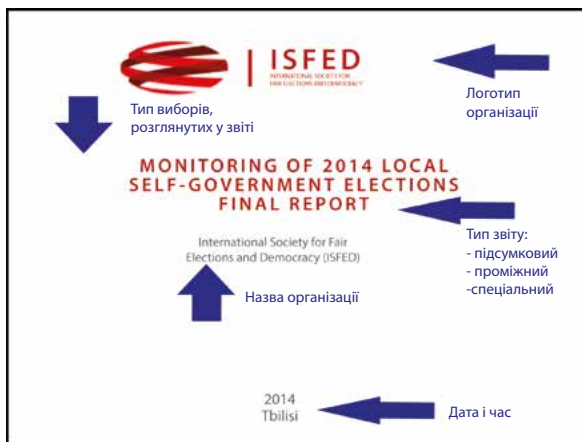 ISFED
INTERNATIONAL SOCIETY FOR
FAIR ELECTIONS AND DEMOCRACY
Логотип
організації
Тип виборів,
розглянутих у звіті
MONITORING OF 2014 LOCAL
SELF-GOVERNMENT ELECTIONS
FINAL REPORT
Тип звіту:
- підсумковий
- проміжний
-спеціальний
International Society for Fair
Elections and Democracy (ISFED)
Назва організації
2014
Tbilisi
Дата і час